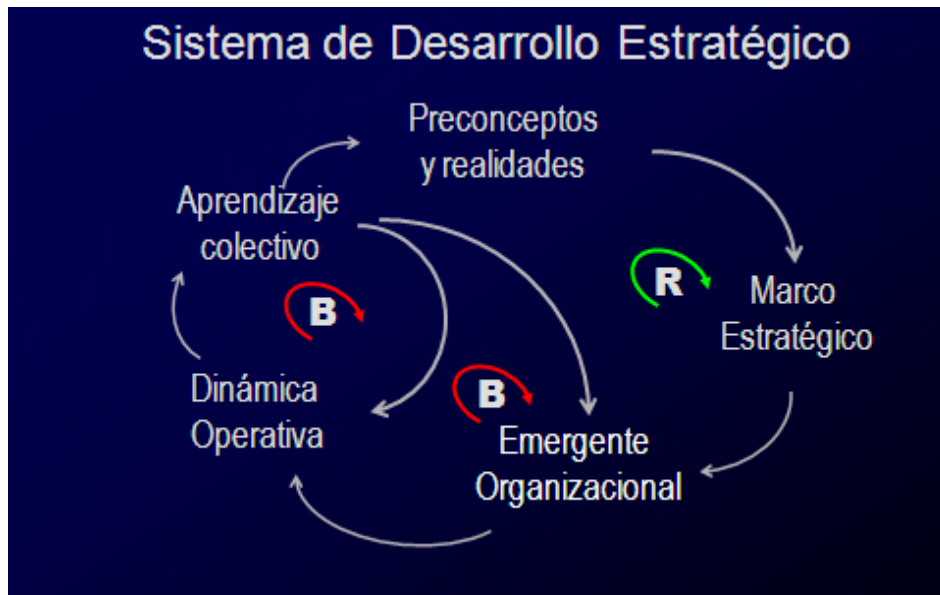 Sistema de Desarrollo Estratégico
Preconceptos
y realidades
Aprendizaje
colectivo
R
Marco
Estratégico
B
Dinámica
Operativa
B
Emergente
Organizacional